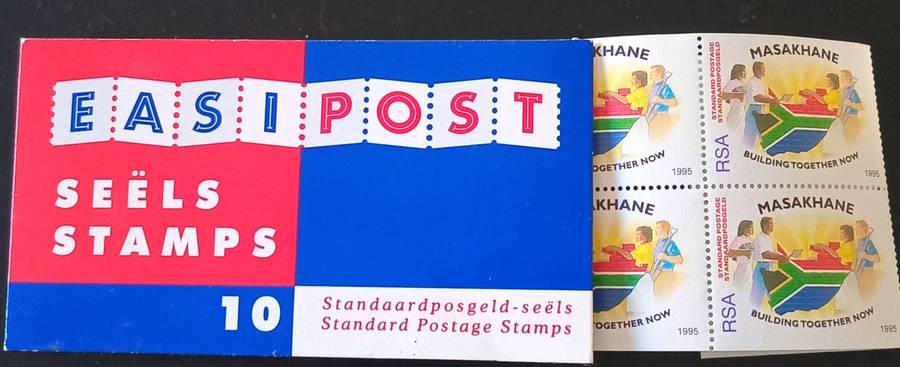 EASIPOST
SEËLS
STAMPS
10
Standaardposgeld-seëls
Standard Postage Stamps
AKHANE
TOGETHER NOW
1995
MASAKHANE
STANDARD POSTAGE
STANDAARDPOSGELD
RSA
BUILDING TOGETHER NOW
1995
AKHANE
TOGETHER NOW
1995
MASAKHANE
STANDARD POSTAGE
STANDAARDPOSGELD
RSA
BUILDING TOGETHER NOW
1995